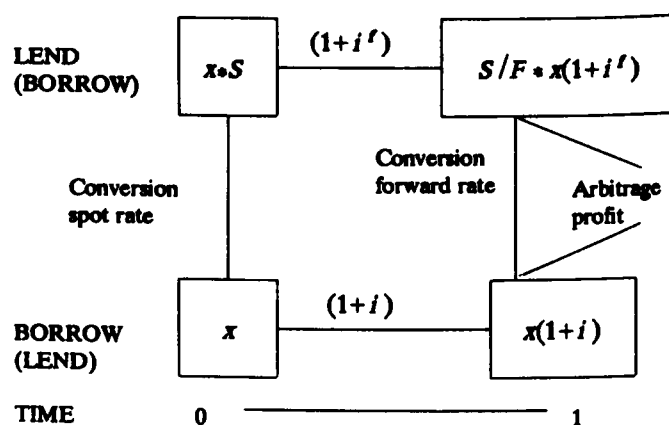 LEND
(BORROW)
x*S
(1+i^f)
S/F * x(1+i^f)
Conversion
spot rate
Conversion
forward rate
Arbitrage
profit
BORROW
(LEND)
x
(1+i)
x(1+i)
TIME
0
1